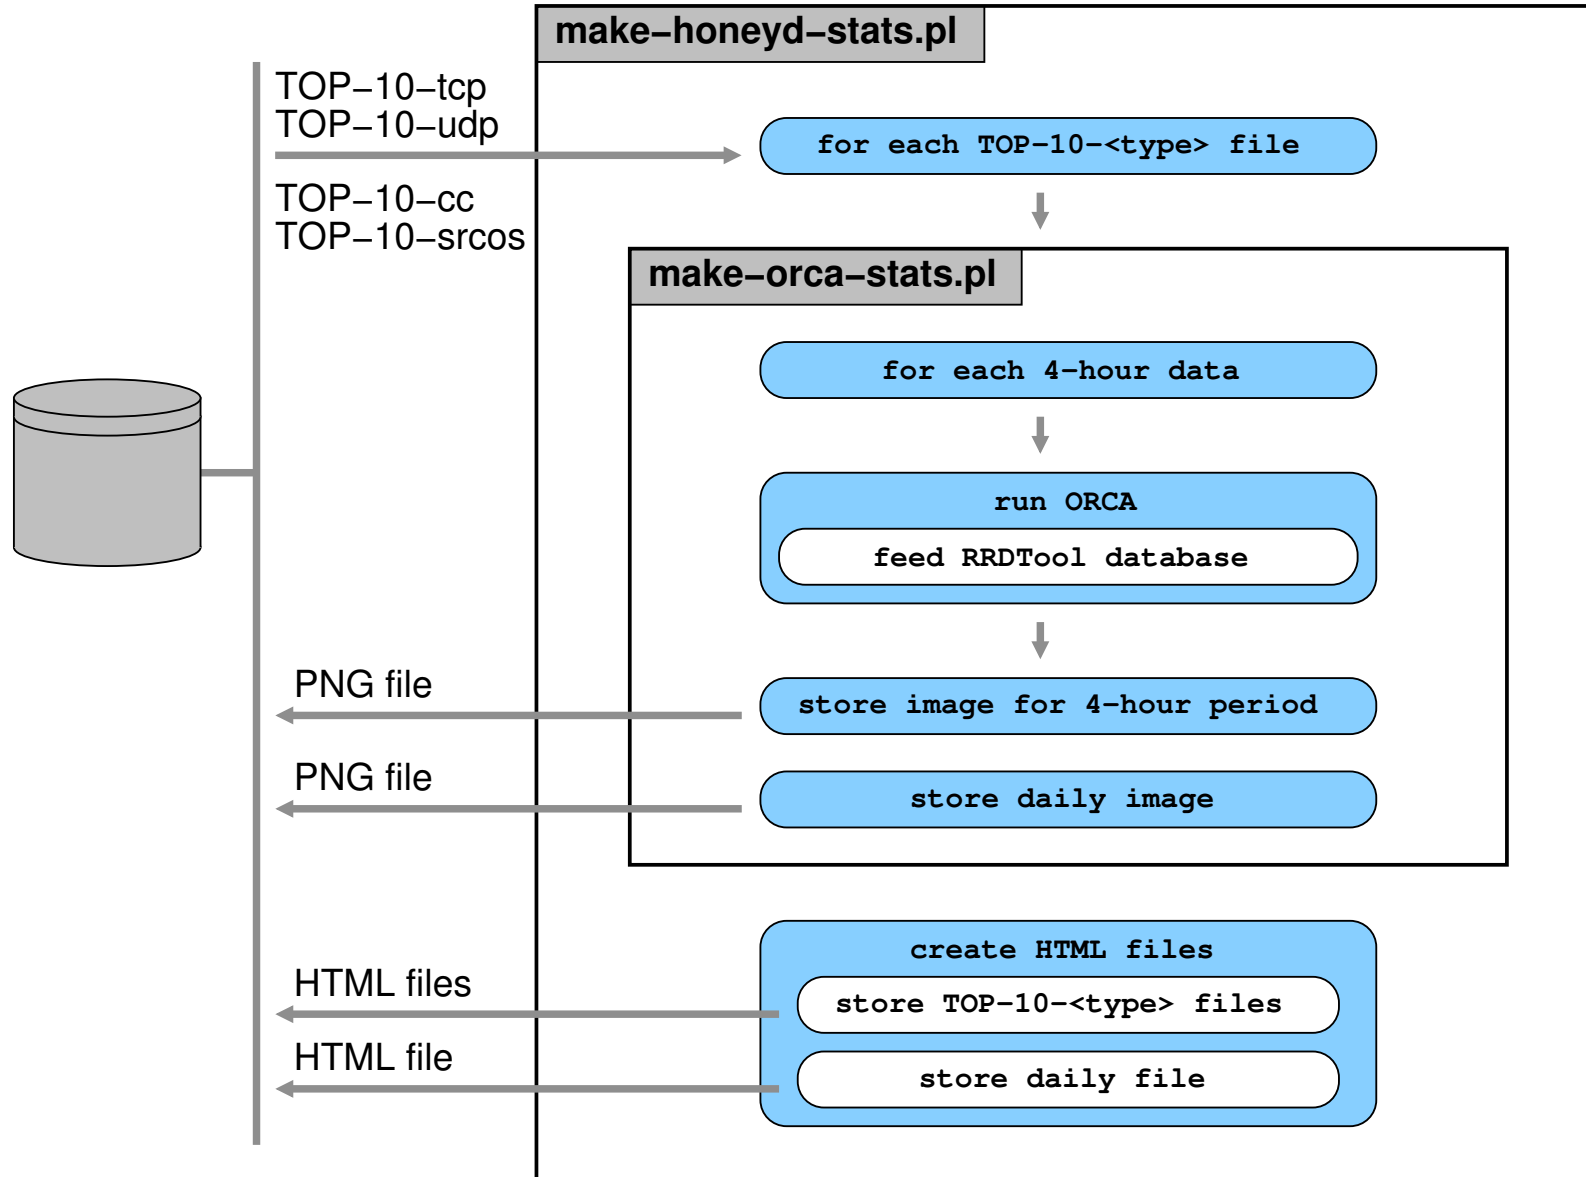 make−honeyd−stats.pl
TOP−10−tcp
TOP−10−udp
for each TOP−10−<type> file
TOP−10−cc
TOP−10−srcos
make−orca−stats.pl
for each 4−hour data
run ORCA
feed RRDTool database
PNG file
store image for 4−hour period
PNG file
store daily image
create HTML files
HTML files
store TOP−10−<type> files
HTML file
store daily file